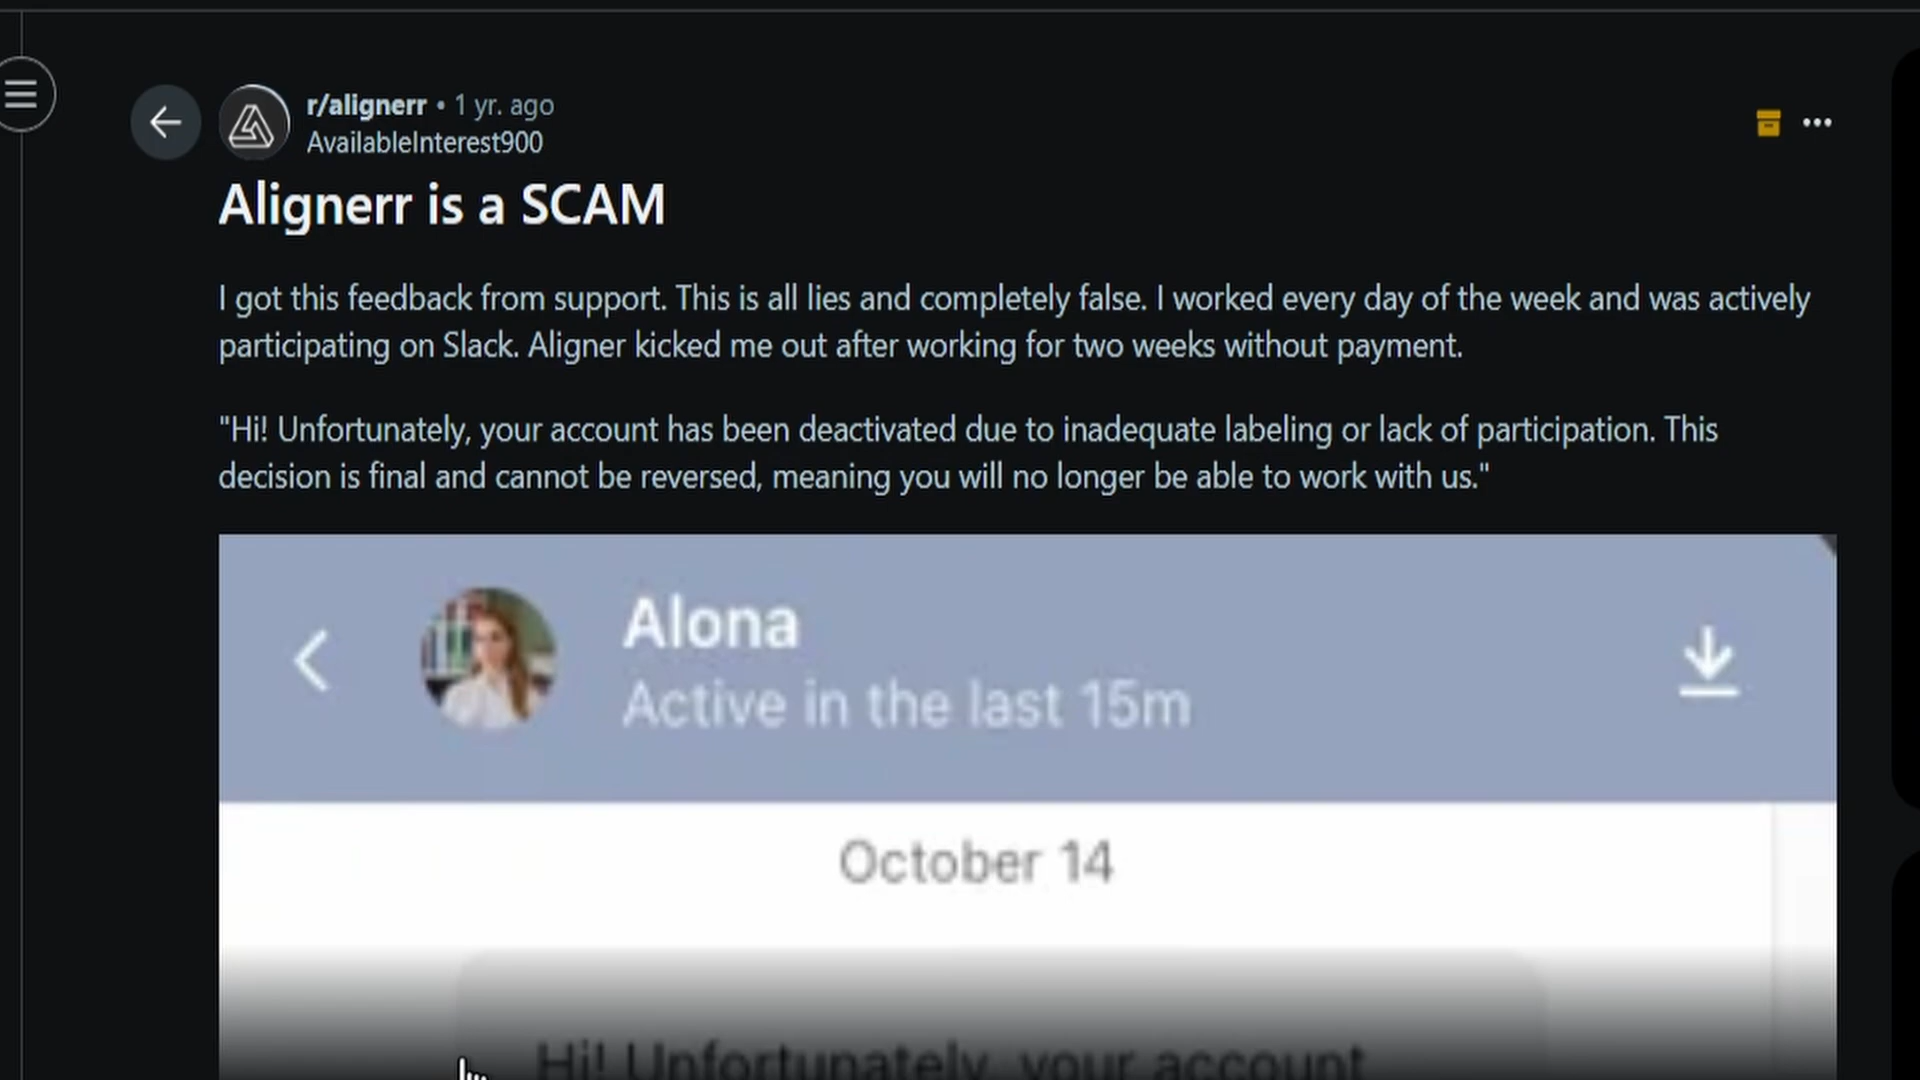 r/alignerr • 1 yr. ago
AvailableInterest900
Alignerr is a SCAM
I got this feedback from support. This is all lies and completely false. I worked every day of the week and was actively
participating on Slack. Aligner kicked me out after working for two weeks without payment.
"Hi! Unfortunately, your account has been deactivated due to inadequate labeling or lack of participation. This
decision is final and cannot be reversed, meaning you will no longer be able to work with us."
Alona
Active in the last 15m
October 14
Hi! Unfortunately, your account